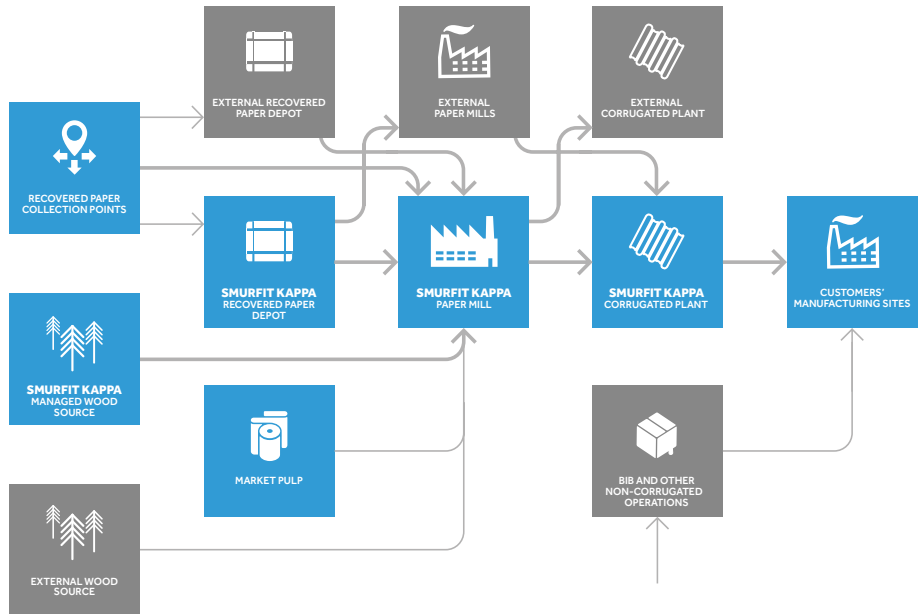 EXTERNAL RECOVERED
PAPER DEPOT
EXTERNAL
PAPER MILLS
EXTERNAL
CORRUGATED PLANT
RECOVERED PAPER
COLLECTION POINTS
SMURFIT KAPPA
RECOVERED PAPER
DEPOT
SMURFIT KAPPA
PAPER MILL
SMURFIT KAPPA
CORRUGATED PLANT
CUSTOMERS'
MANUFACTURING SITES
SMURFIT KAPPA
MANAGED WOOD
SOURCE
MARKET PULP
BIB AND OTHER
NON-CORRUGATED
OPERATIONS
EXTERNAL WOOD
SOURCE